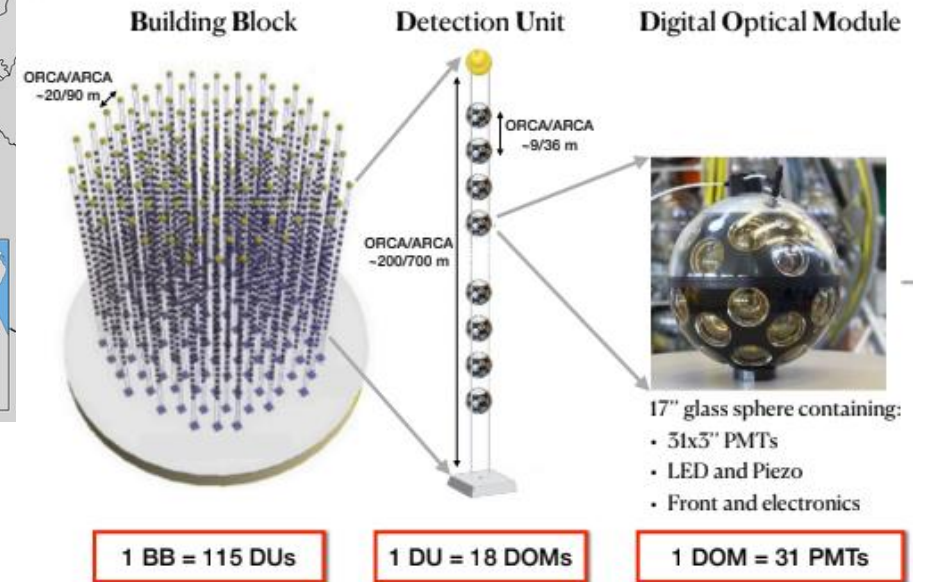 Building Block
Detection Unit
Digital Optical Module
ORCA/ARCA
~20/90 m
ORCA/ARCA
~9/36 m
ORCA/ARCA
~200/700 m
17” glass sphere containing:
• 31x3” PMTs
• LED and Piezo
• Front and electronics
1 BB = 115 DUs
1 DU = 18 DOMs
1 DOM = 31 PMTs